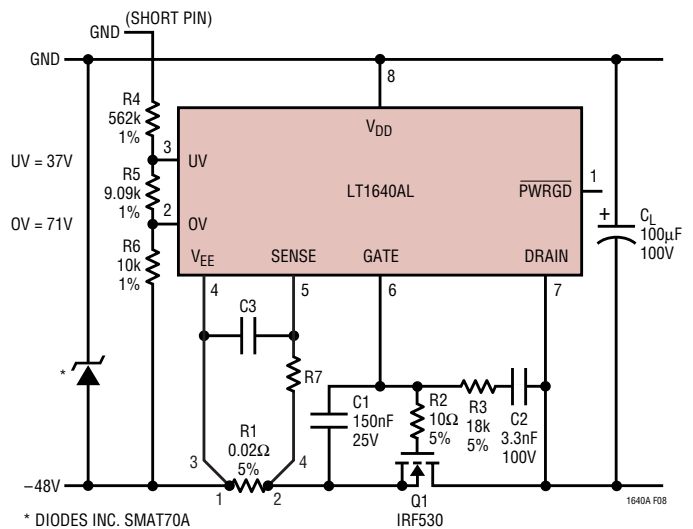 (SHORT PIN)
GND
GND
8
R4
562k
1%
VDD
3
UV
LT1640AL
PWRGD
1
UV = 37V
R5
9.09k
1%
2
OV
OV = 71V
R6
10k
1%
+
CL
100µF
100V
VEE
SENSE
GATE
DRAIN
4
5
6
7
C3
R7
*
C1
150nF
25V
R2
10Ω
5%
R3
18k
5%
C2
3.3nF
100V
R1
0.02Ω
5%
3
4
–48V
1
2
Q1
IRF530
1640A F08
* DIODES INC. SMAT70A